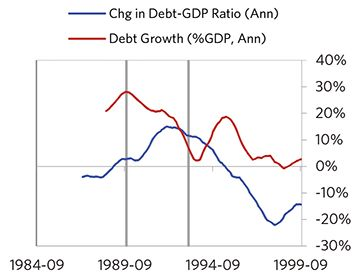 Chg in Debt-GDP Ratio (Ann)
Debt Growth (%GDP, Ann)
40%
30%
20%
10%
0%
-10%
-20%
-30%
1984-09 1989-09 1994-09 1999-09